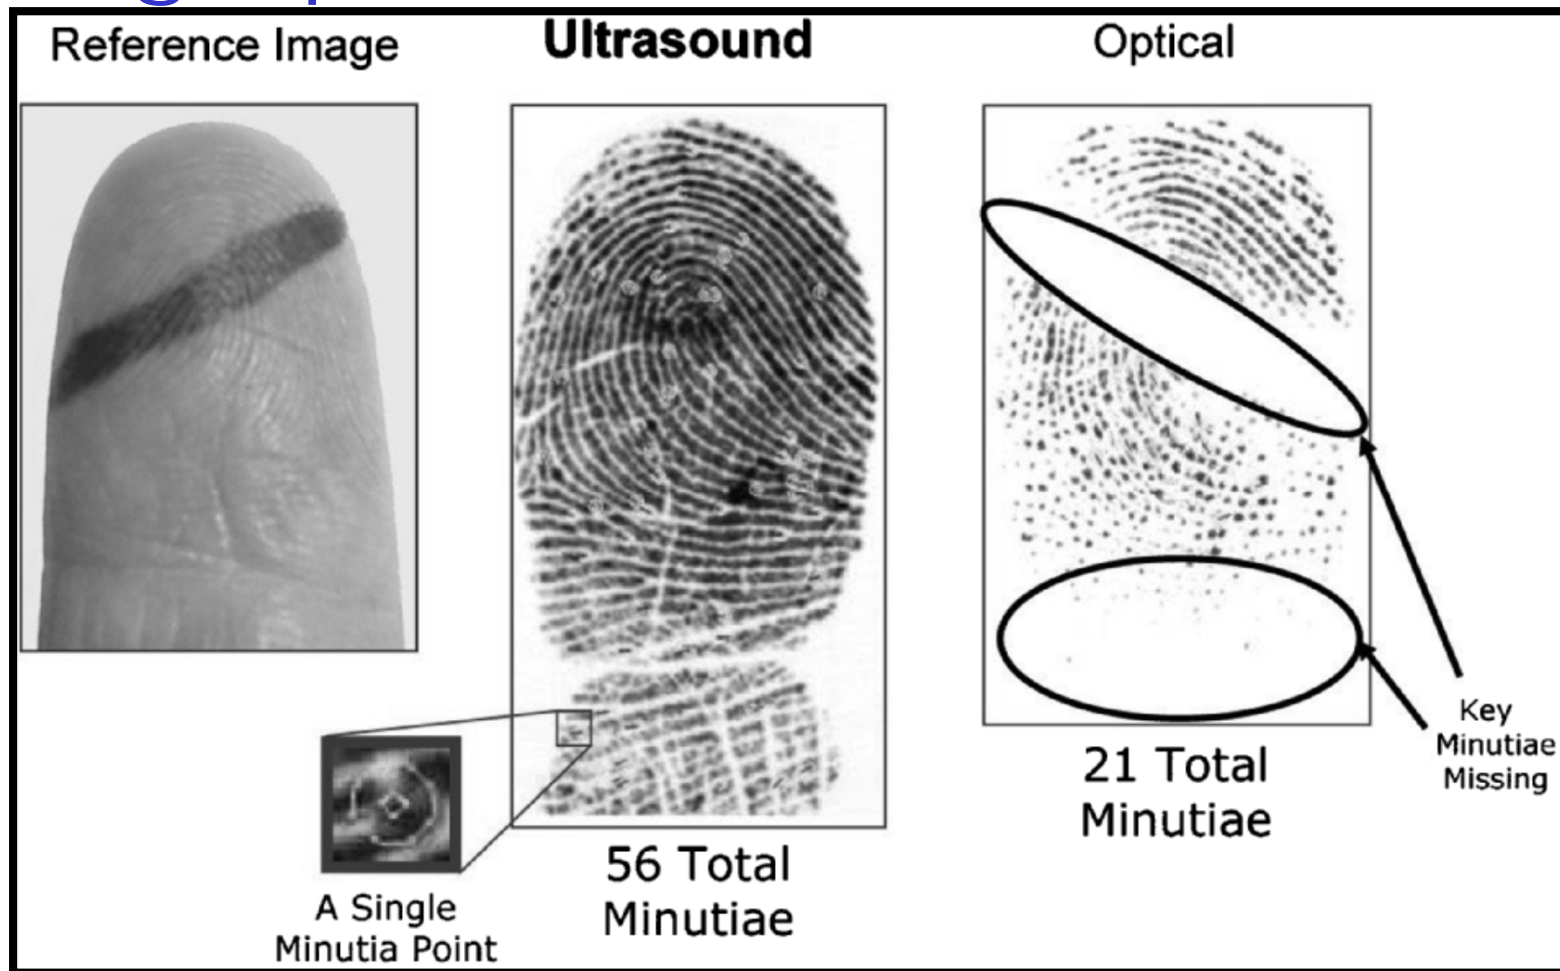 Reference Image
Ultrasound
Optical
A Single
Minutia Point
56 Total
Minutiae
21 Total
Minutiae
Key
Minutiae
Missing